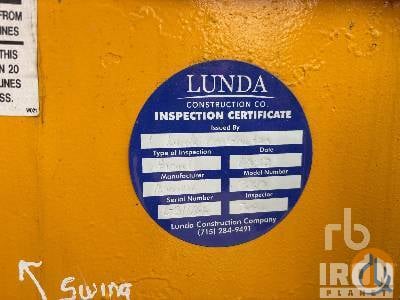 FROM
INES
THIS
N 20
LINES
SS.
LUNDA
CONSTRUCTION CO.
INSPECTION CERTIFICATE
Issued By
Type of Inspection Date
Manufacturer Model Number
Serial Number Inspector
Lunda Construction Company
(715) 284-9491
Swing
rb
IRON
PLANET